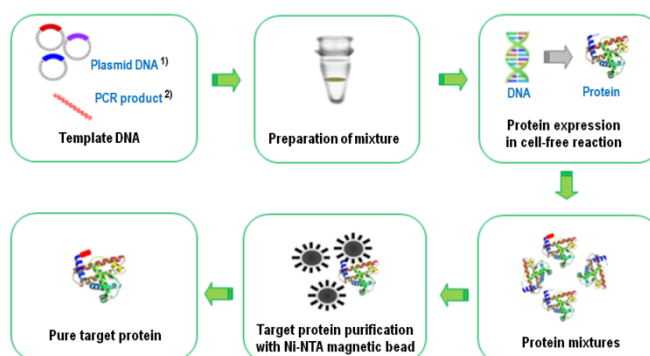 Plasmid DNA 1)
PCR product 2)
Template DNA
Preparation of mixture
DNA
Protein
Protein expression
in cell-free reaction
Pure target protein
Target protein purification
with Ni-NTA magnetic bead
Protein mixtures